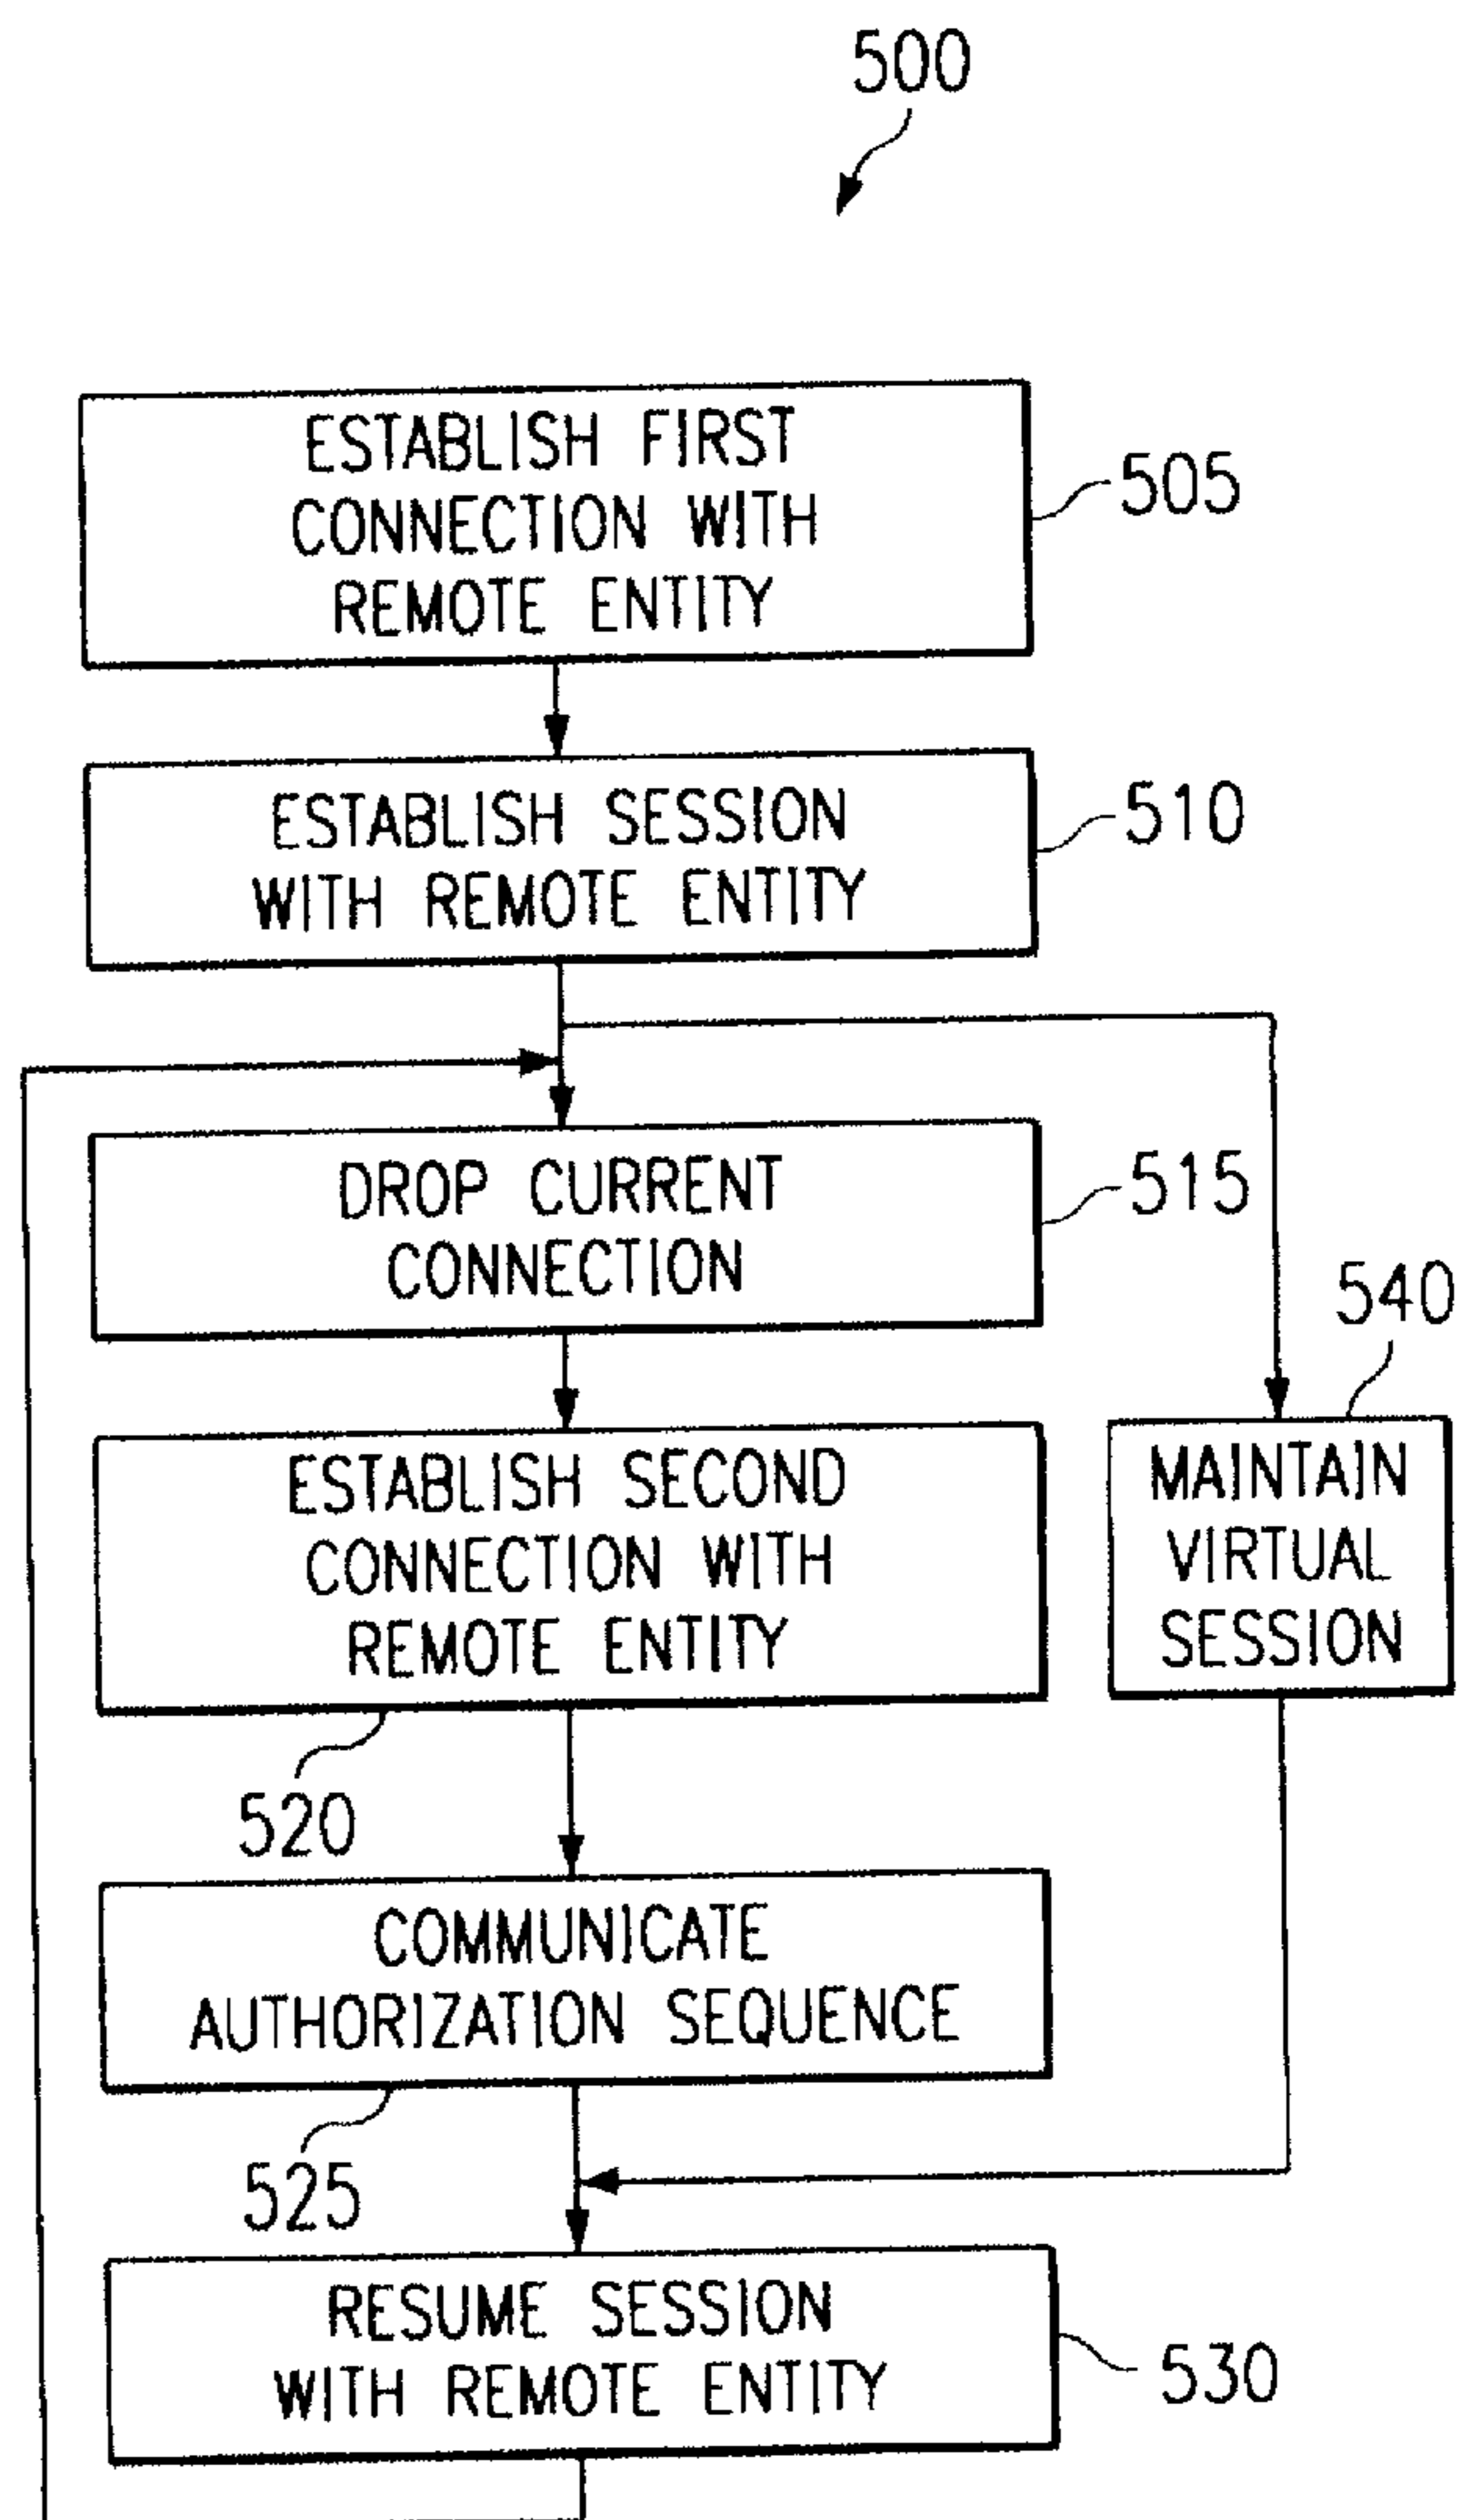 500
ESTABLISH FIRST
CONNECTION WITH
REMOTE ENTITY
505
ESTABLISH SESSION
WITH REMOTE ENTITY
510
DROP CURRENT
CONNECTION
515
540
ESTABLISH SECOND
CONNECTION WITH
REMOTE ENTITY
520
MAINTAIN
VIRTUAL
SESSION
COMMUNICATE
AUTHORIZATION SEQUENCE
525
RESUME SESSION
WITH REMOTE ENTITY
530